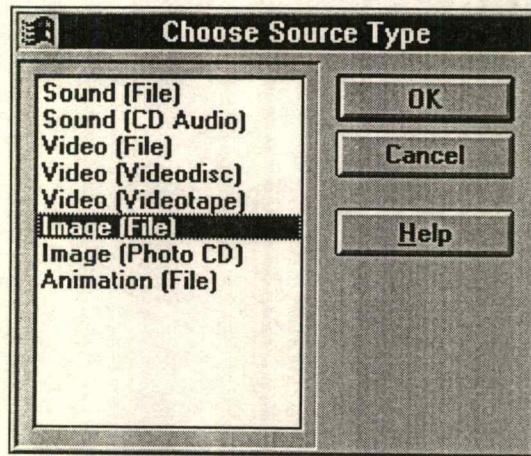 Choose Source Type
Sound (File)
Sound (CD Audio)
Video (File)
Video (Videodisc)
Video (Videotape)
Image (File)
Image (Photo CD)
Animation (File)
OK
Cancel
Help